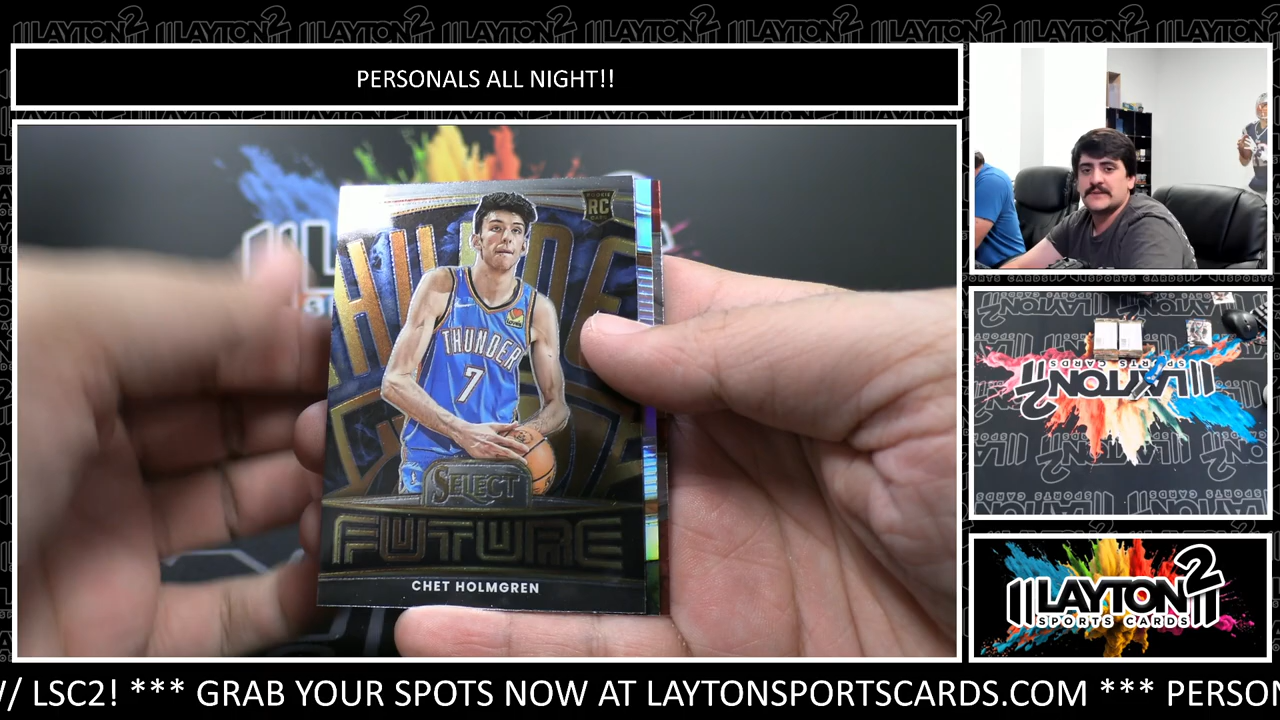 PERSONALS ALL NIGHT!!
RC
THUNDER
7
SELECT
FUTURE
CHET HOLMGREN
LAYTON 2
SPORTS CARDS
LAYTON 2
SPORTS CARDS
// LSC2! *** GRAB YOUR SPOTS NOW AT LAYTONSPORTSCARDS.COM *** PERSON